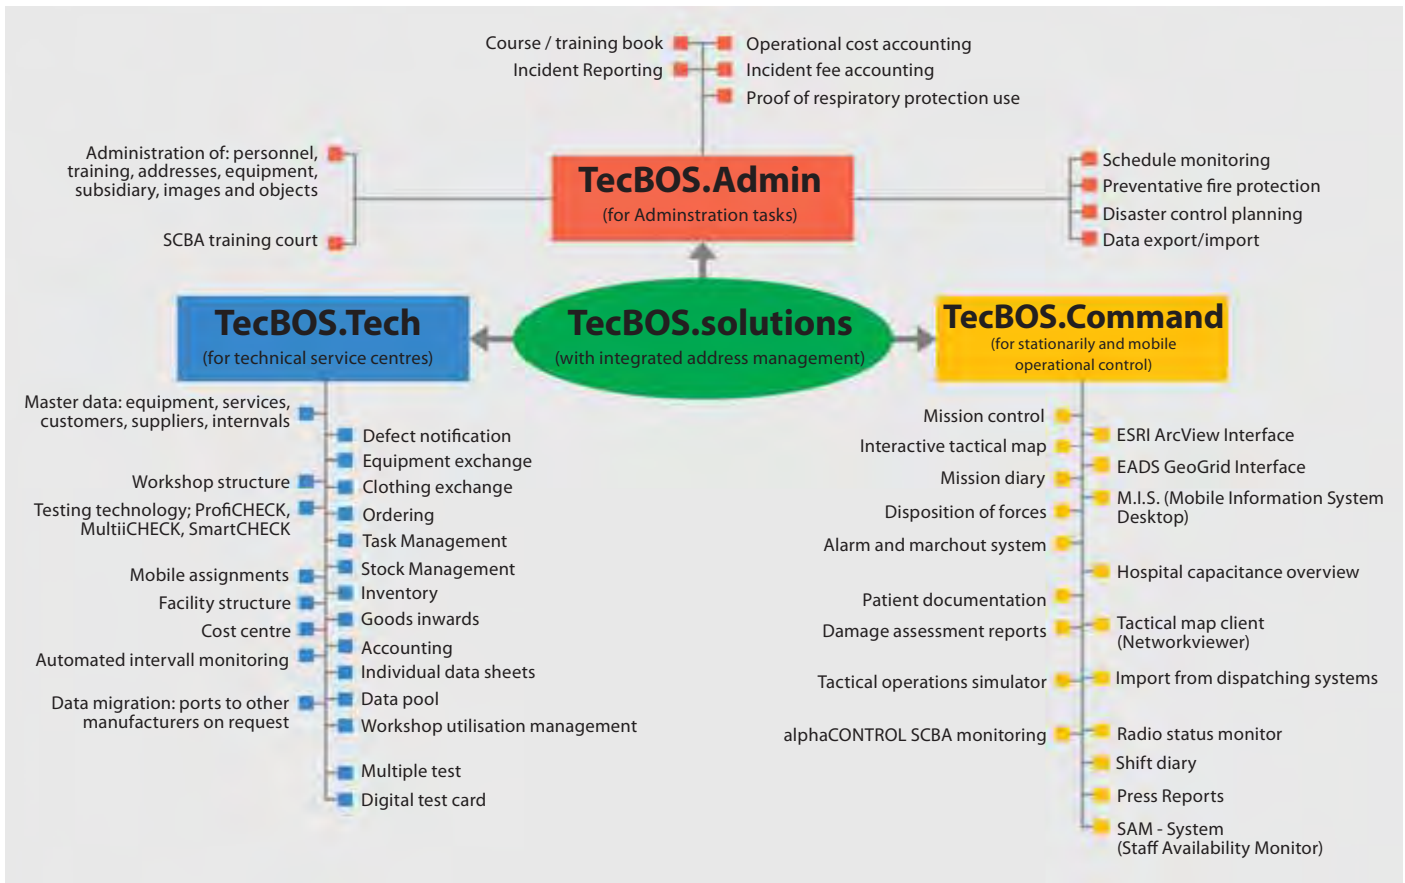 Course / training book
Incident Reporting
Operational cost accounting
Incident fee accounting
Proof of respiratory protection use
Administration of: personnel,
training, addresses, equipment,
subsidiary, images and objects
SCBA training court
TecBOS.Admin
(for Adminstration tasks)
Schedule monitoring
Preventative fire protection
Disaster control planning
Data export/import
TecBOS.Tech
(for technical service centres)
TecBOS.solutions
(with integrated address management)
TecBOS.Command
(for stationarily and mobile
operational control)
Master data: equipment, services,
customers, suppliers, internvals
Workshop structure
Testing technology; ProfiCHECK,
MultiiCHECK, SmartCHECK
Mobile assignments
Facility structure
Cost centre
Automated intervall monitoring
Data migration: ports to other
manufacturers on request
Defect notification
Equipment exchange
Clothing exchange
Ordering
Task Management
Stock Management
Inventory
Goods inwards
Accounting
Individual data sheets
Data pool
Workshop utilisation management
Multiple test
Digital test card
Mission control
Interactive tactical map
Mission diary
Disposition of forces
Alarm and marchout system
Patient documentation
Damage assessment reports
Tactical operations simulator
alphaCONTROL SCBA monitoring
ESRI ArcView Interface
EADS GeoGrid Interface
M.I.S. (Mobile Information System
Desktop)
Hospital capacitance overview
Tactical map client
(Networkviewer)
Import from dispatching systems
Radio status monitor
Shift diary
Press Reports
SAM - System
(Staff Availability Monitor)